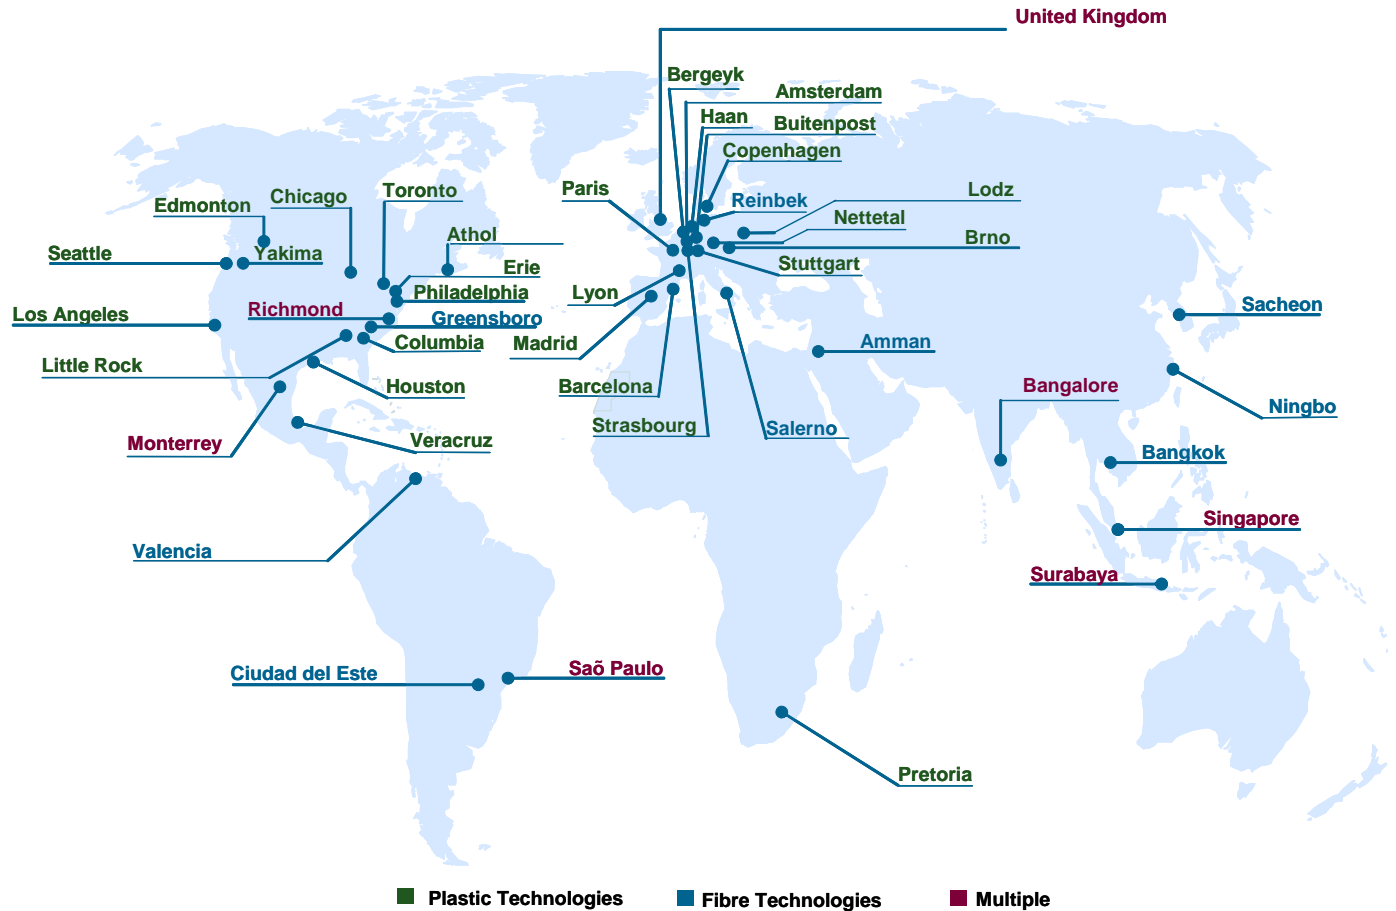 United Kingdom
Bergeyk
Amsterdam
Haan
Buitenpost
Copenhagen
Paris
Reinbek
Lodz
Nettetal
Brno
Stuttgart
Edmonton
Chicago
Toronto
Seattle
Yakima
Athol
Erie
Philadelphia
Richmond
Greensboro
Los Angeles
Columbia
Little Rock
Houston
Monterrey
Veracruz
Lyon
Madrid
Barcelona
Strasbourg
Salerno
Amman
Sacheon
Bangalore
Ningbo
Bangkok
Singapore
Surabaya
Valencia
Ciudad del Este
Saõ Paulo
Pretoria
Plastic Technologies
Fibre Technologies
Multiple